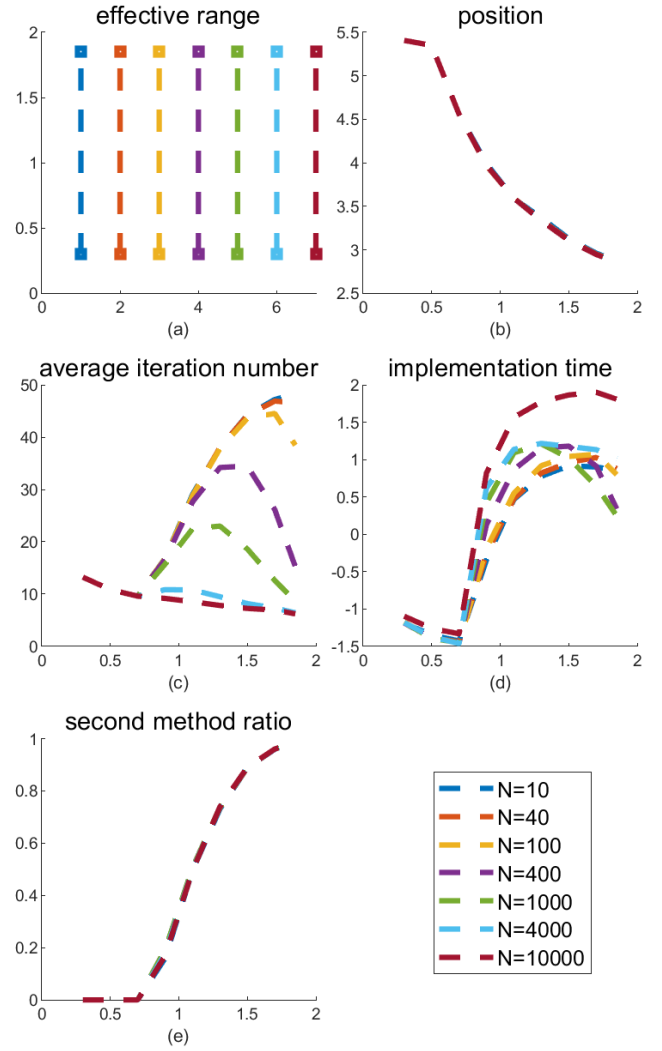 effective range
2
1.5
1
0.5
0
0 2 4 6
(a)
position
5.5
5
4.5
4
3.5
3
2.5
0 0.5 1 1.5 2
(b)
average iteration number
50
40
30
20
10
0
0 0.5 1 1.5 2
(c)
implementation time
2
1.5
1
0.5
0
-0.5
-1
-1.5
0 0.5 1 1.5 2
(d)
second method ratio
1
0.8
0.6
0.4
0.2
0
0 0.5 1 1.5 2
(e)
N=10
N=40
N=100
N=400
N=1000
N=4000
N=10000